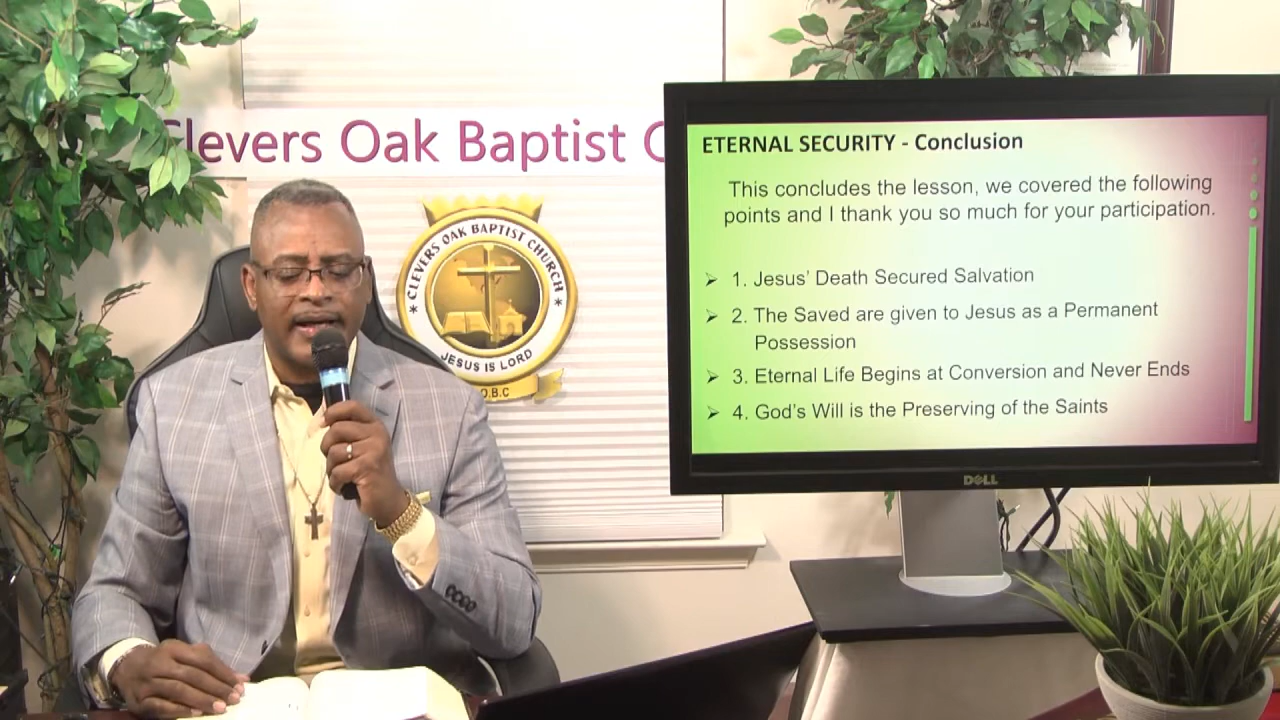 Clevers Oak Baptist C
CLEVERS OAK BAPTIST CHURCH
JESUS IS LORD
O.B.C
ETERNAL SECURITY - Conclusion
This concludes the lesson, we covered the following
points and I thank you so much for your participation.
1. Jesus' Death Secured Salvation
2. The Saved are given to Jesus as a Permanent
Possession
3. Eternal Life Begins at Conversion and Never Ends
4. God's Will is the Preserving of the Saints
DELL